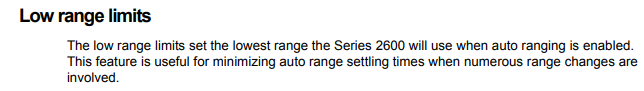 Low range limits
The low range limits set the lowest range the Series 2600 will use when auto ranging is enabled.
This feature is useful for minimizing auto range settling times when numerous range changes are
involved.